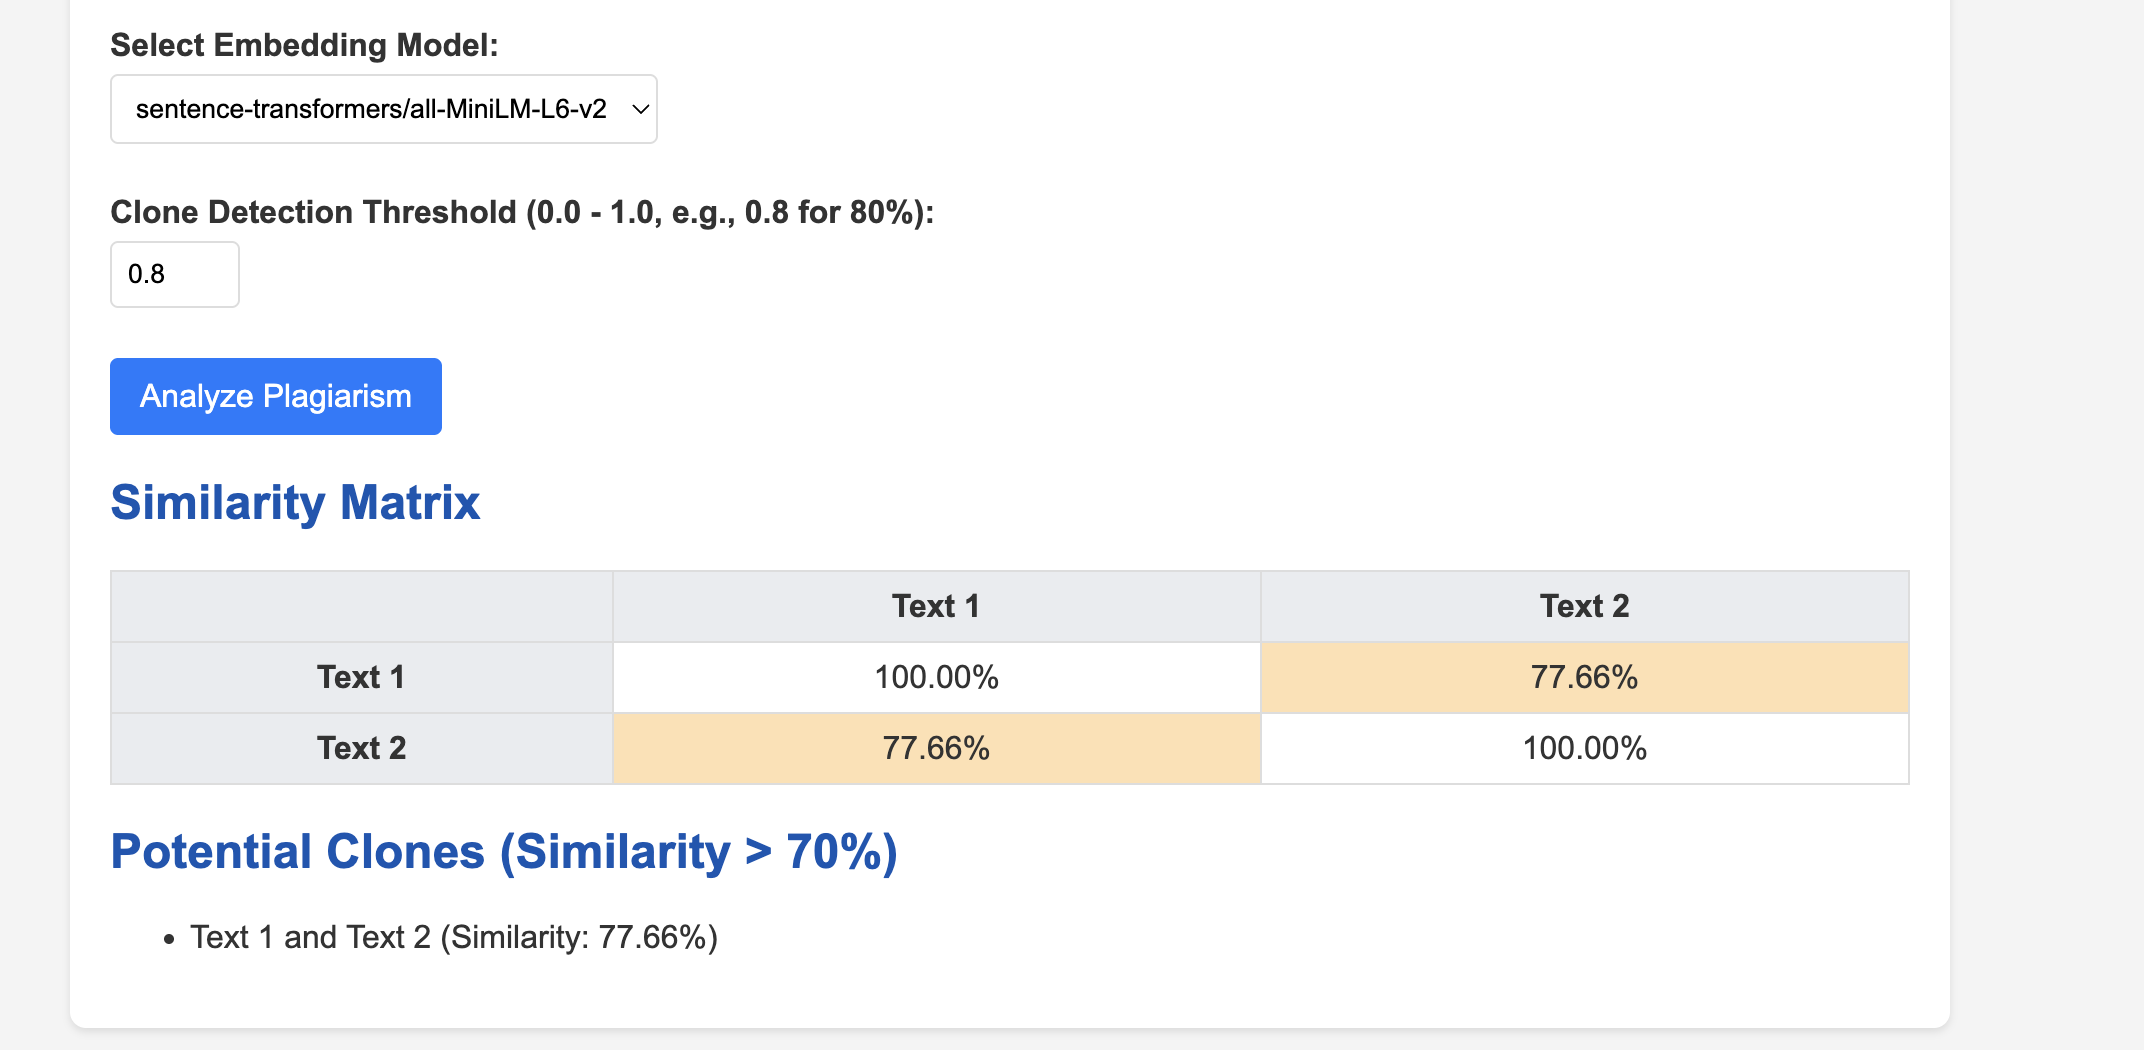 Select Embedding Model:
sentence-transformers/all-MiniLM-L6-v2
Clone Detection Threshold (0.0 - 1.0, e.g., 0.8 for 80%):
0.8
Analyze Plagiarism
Similarity Matrix
Text 1 Text 2
Text 1 100.00% 77.66%
Text 2 77.66% 100.00%
Potential Clones (Similarity > 70%)
• Text 1 and Text 2 (Similarity: 77.66%)